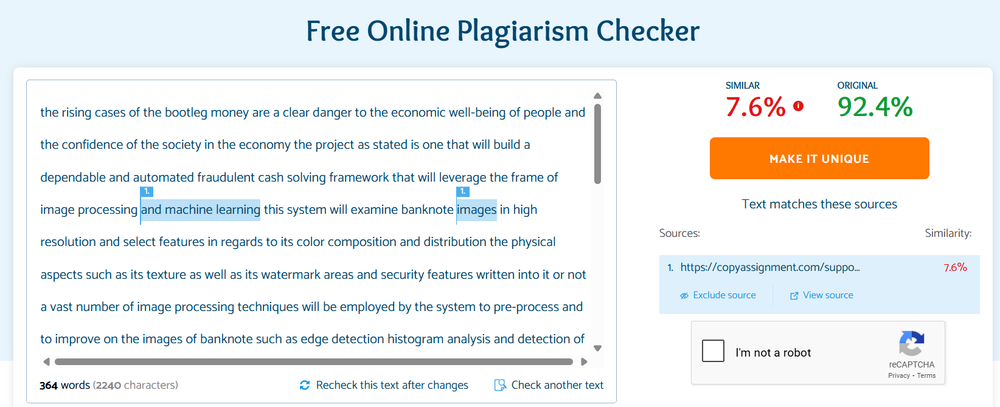 Free Online Plagiarism Checker
the rising cases of the bootleg money are a clear danger to the economic well-being of people and
the confidence of the society in the economy the project as stated is one that will build a
dependable and automated fraudulent cash solving framework that will leverage the frame of
1. 1.
image processing and machine learning this system will examine banknote images in high
resolution and select features in regards to its color composition and distribution the physical
aspects such as its texture as well as its watermark areas and security features written into it or not
a vast number of image processing techniques will be employed by the system to pre-process and
to improve on the images of banknote such as edge detection histogram analysis and detection of
364 words (2240 characters)
Recheck this text after changes
Check another text
SIMILAR ORIGINAL
7.6% 92.4%
MAKE IT UNIQUE
Text matches these sources
Sources: Similarity:
1. https://copyassignment.com/suppo... 7.6%
Exclude source View source
I'm not a robot
reCAPTCHA
Privacy - Terms